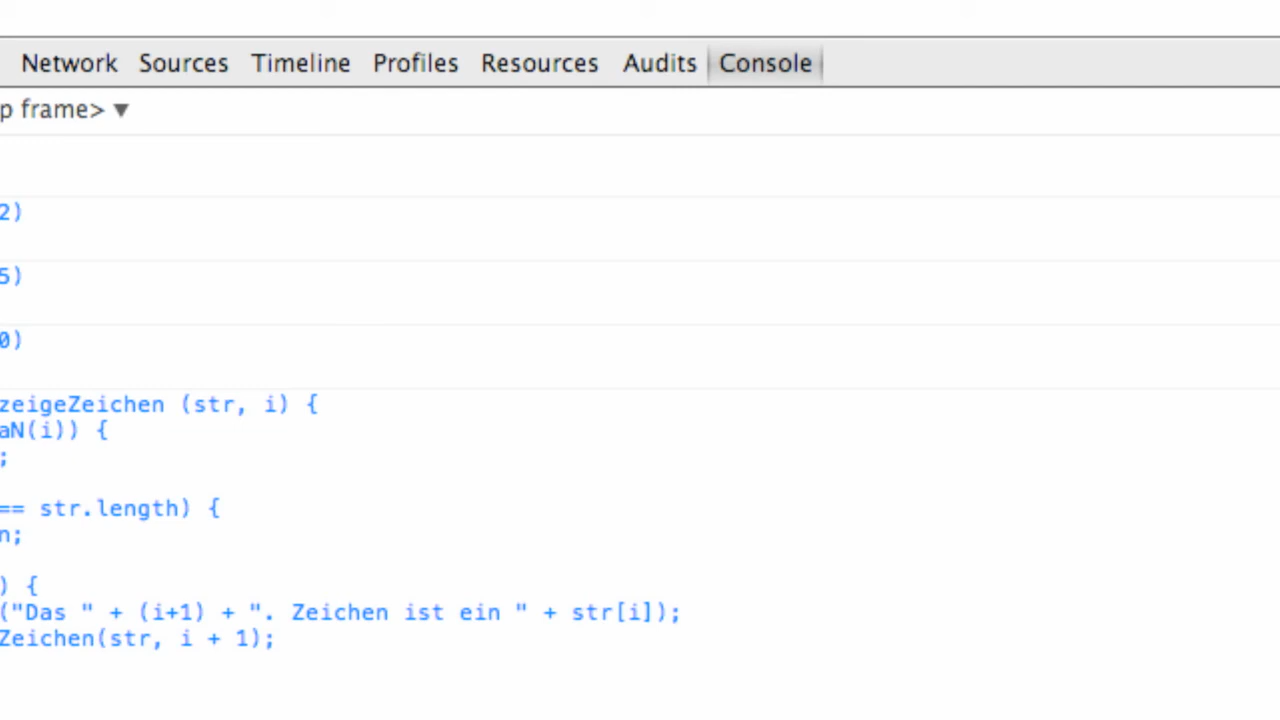 Network Sources Timeline Profiles Resources Audits Console
p frame> ▼
2)
5)
0)
zeigeZeichen (str, i) {
aN(i)) {
;
== str.length) {
n;
) {
("Das " + (i+1) + ". Zeichen ist ein " + str[i]);
Zeichen(str, i + 1);